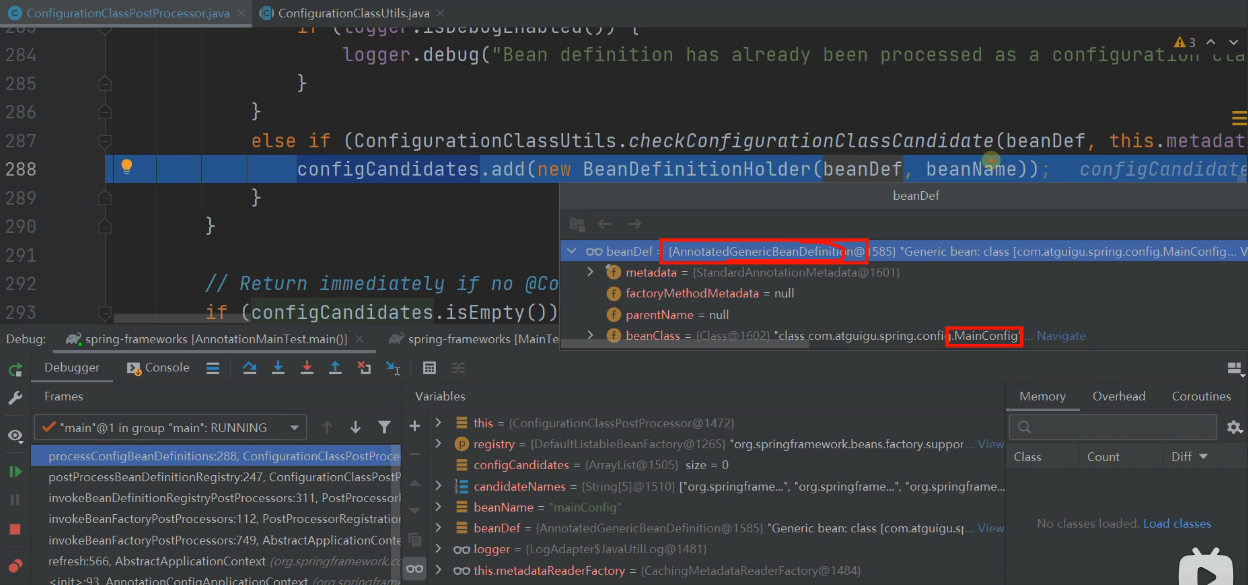 ConfigurationClassPostProcessor.java ConfigurationClassUtils.java
283 if (logger.isDebugEnabled()) {
284 logger.debug("Bean definition has already been processed as a configuration cla
3
285 }
286 }
287 else if (ConfigurationClassUtils.checkConfigurationClassCandidate(beanDef, this.metadat
288 configCandidates.add(new BeanDefinitionHolder(beanDef, beanName)); configCandidate
289 }
290 }
291
292 // Return immediately if no @Co
293 if (configCandidates.isEmpty())
beanDef
beanDef = {AnnotatedGenericBeanDefinition@1585} "Generic bean: class [com.atguigu.spring.config.MainConfig... V
metadata = {StandardAnnotationMetadata@1601}
factoryMethodMetadata = null
parentName = null
beanClass = {Class@1602} "class com.atguigu.spring.config.MainConfig" ... Navigate
Debug: spring-frameworks [AnnotationMainTest.main()] spring-frameworks [MainTe
Debugger Console
Frames
"main"@1 in group "main": RUNNING
processConfigBeanDefinitions:288, ConfigurationClassPostProce
postProcessBeanDefinitionRegistry:247, ConfigurationClassPostP
invokeBeanDefinitionRegistryPostProcessors:311, PostProcessor
invokeBeanFactoryPostProcessors:112, PostProcessorRegistration
invokeBeanFactoryPostProcessors:749, AbstractApplicationConte
refresh:566, AbstractApplicationContext (org.springframework.co
<init>:93, AnnotationConfigApplicationContext (org.springfram
Variables
this = {ConfigurationClassPostProcessor@1472}
registry = {DefaultListableBeanFactory@1265} "org.springframework.beans.factory.suppor... View
configCandidates = {ArrayList@1505} size = 0
candidateNames = {String[5]@1510} ["org.springframe...", "org.springframe...", "org.springframe...
beanName = "mainConfig"
beanDef = {AnnotatedGenericBeanDefinition@1585} "Generic bean: class [com.atguigu.sp... View
logger = {LogAdapter$JavaUtilLog@1481}
this.metadataReaderFactory = {CachingMetadataReaderFactory@1484}
Memory Overhead Coroutines
Class Count Diff
No classes loaded. Load classes